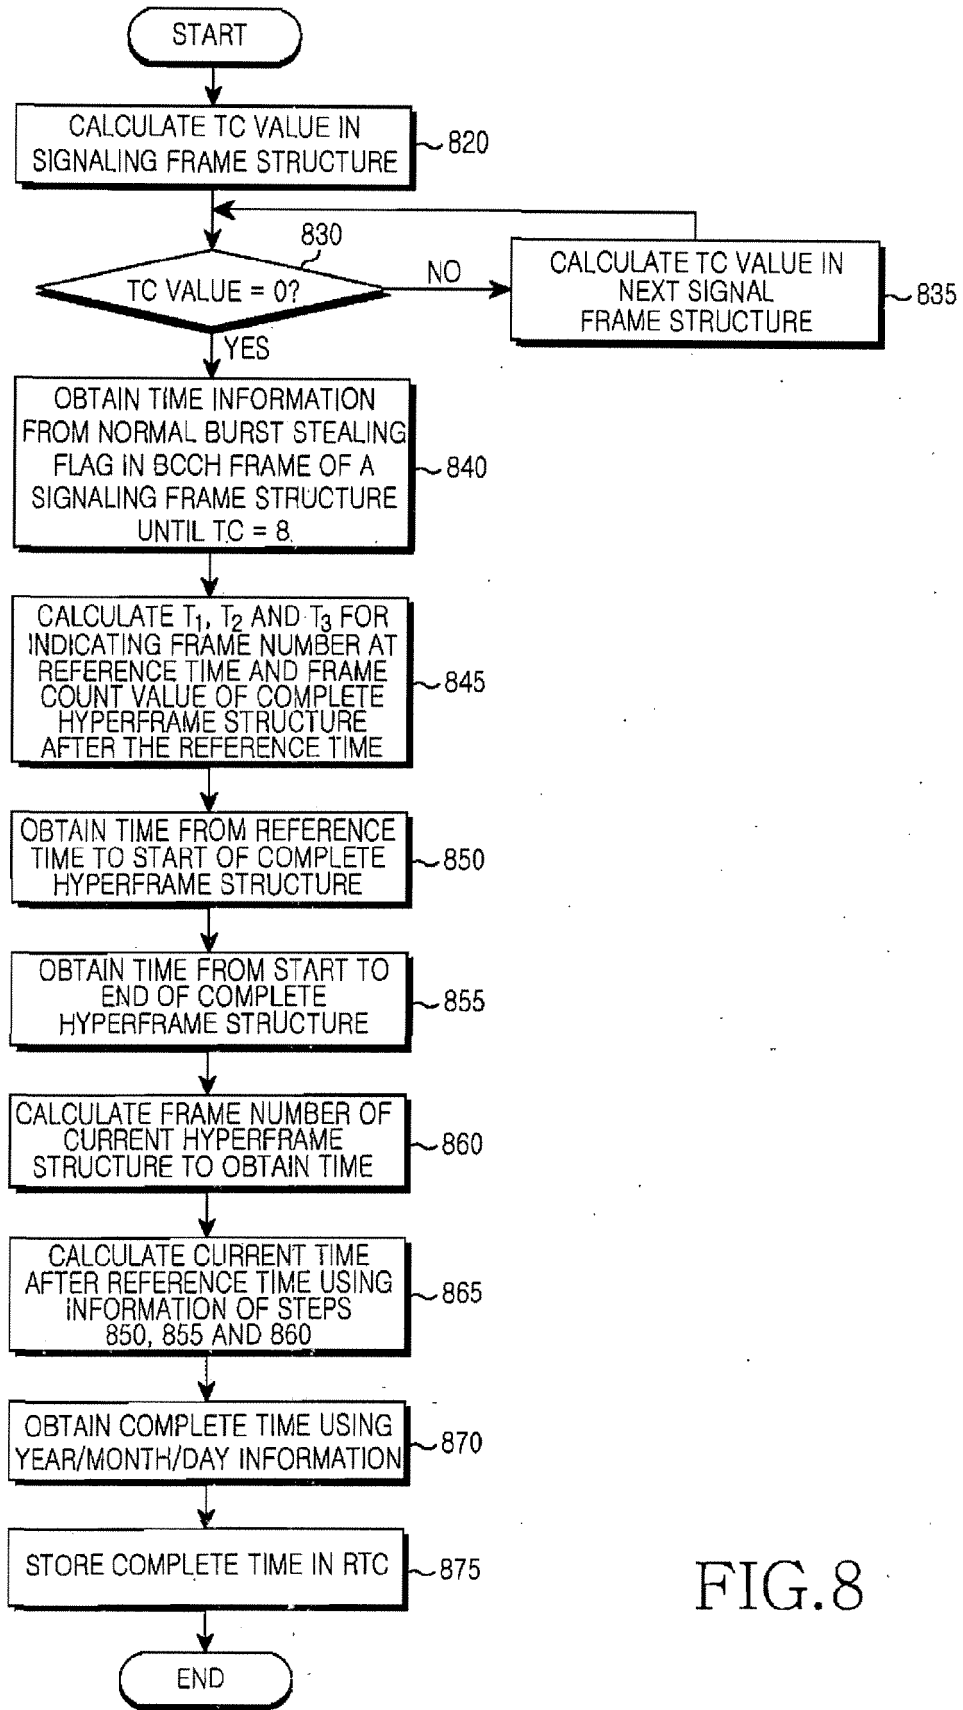 START
CALCULATE TC VALUE IN
SIGNALING FRAME STRUCTURE
820
830
TC VALUE = 0?
NO
CALCULATE TC VALUE IN
NEXT SIGNAL
FRAME STRUCTURE
835
YES
OBTAIN TIME INFORMATION
FROM NORMAL BURST STEALING
FLAG IN BCCH FRAME OF A
SIGNALING FRAME STRUCTURE
UNTIL TC = 8
840
CALCULATE T1, T2 AND T3 FOR
INDICATING FRAME NUMBER AT
REFERENCE TIME AND FRAME
COUNT VALUE OF COMPLETE
HYPERFRAME STRUCTURE
AFTER THE REFERENCE TIME
845
OBTAIN TIME FROM REFERENCE
TIME TO START OF COMPLETE
HYPERFRAME STRUCTURE
850
OBTAIN TIME FROM START TO
END OF COMPLETE
HYPERFRAME STRUCTURE
855
CALCULATE FRAME NUMBER OF
CURRENT HYPERFRAME
STRUCTURE TO OBTAIN TIME
860
CALCULATE CURRENT TIME
AFTER REFERENCE TIME USING
INFORMATION OF STEPS
850, 855 AND 860
865
OBTAIN COMPLETE TIME USING
YEAR/MONTH/DAY INFORMATION
870
STORE COMPLETE TIME IN RTC
875
END
FIG.8